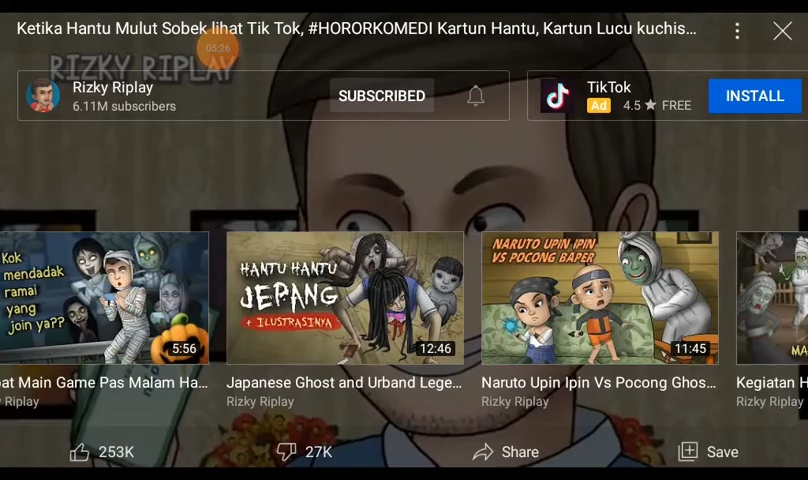 Ketika Hantu Mulut Sobek lihat Tik Tok, #HORORKOMEDI Kartun Hantu, Kartun Lucu kuchis...
05:26
RIZKY RIPLAY
Rizky Riplay
6.11M subscribers
SUBSCRIBED
TikTok
Ad 4.5 ★ FREE
INSTALL
Kok
mendadak
ramai
yang
join ya??
5:56
HANTU HANTU
JEPANG
+ ILUSTRASINYA
12:46
NARUTO UPIN IPIN
VS POCONG BAPER
11:45
MA
at Main Game Pas Malam Ha...
Rizky Riplay
Japanese Ghost and Urband Lege...
Rizky Riplay
Naruto Upin Ipin Vs Pocong Ghos...
Rizky Riplay
Kegiatan H
Rizky Ripla
253K
27K
Share
Save